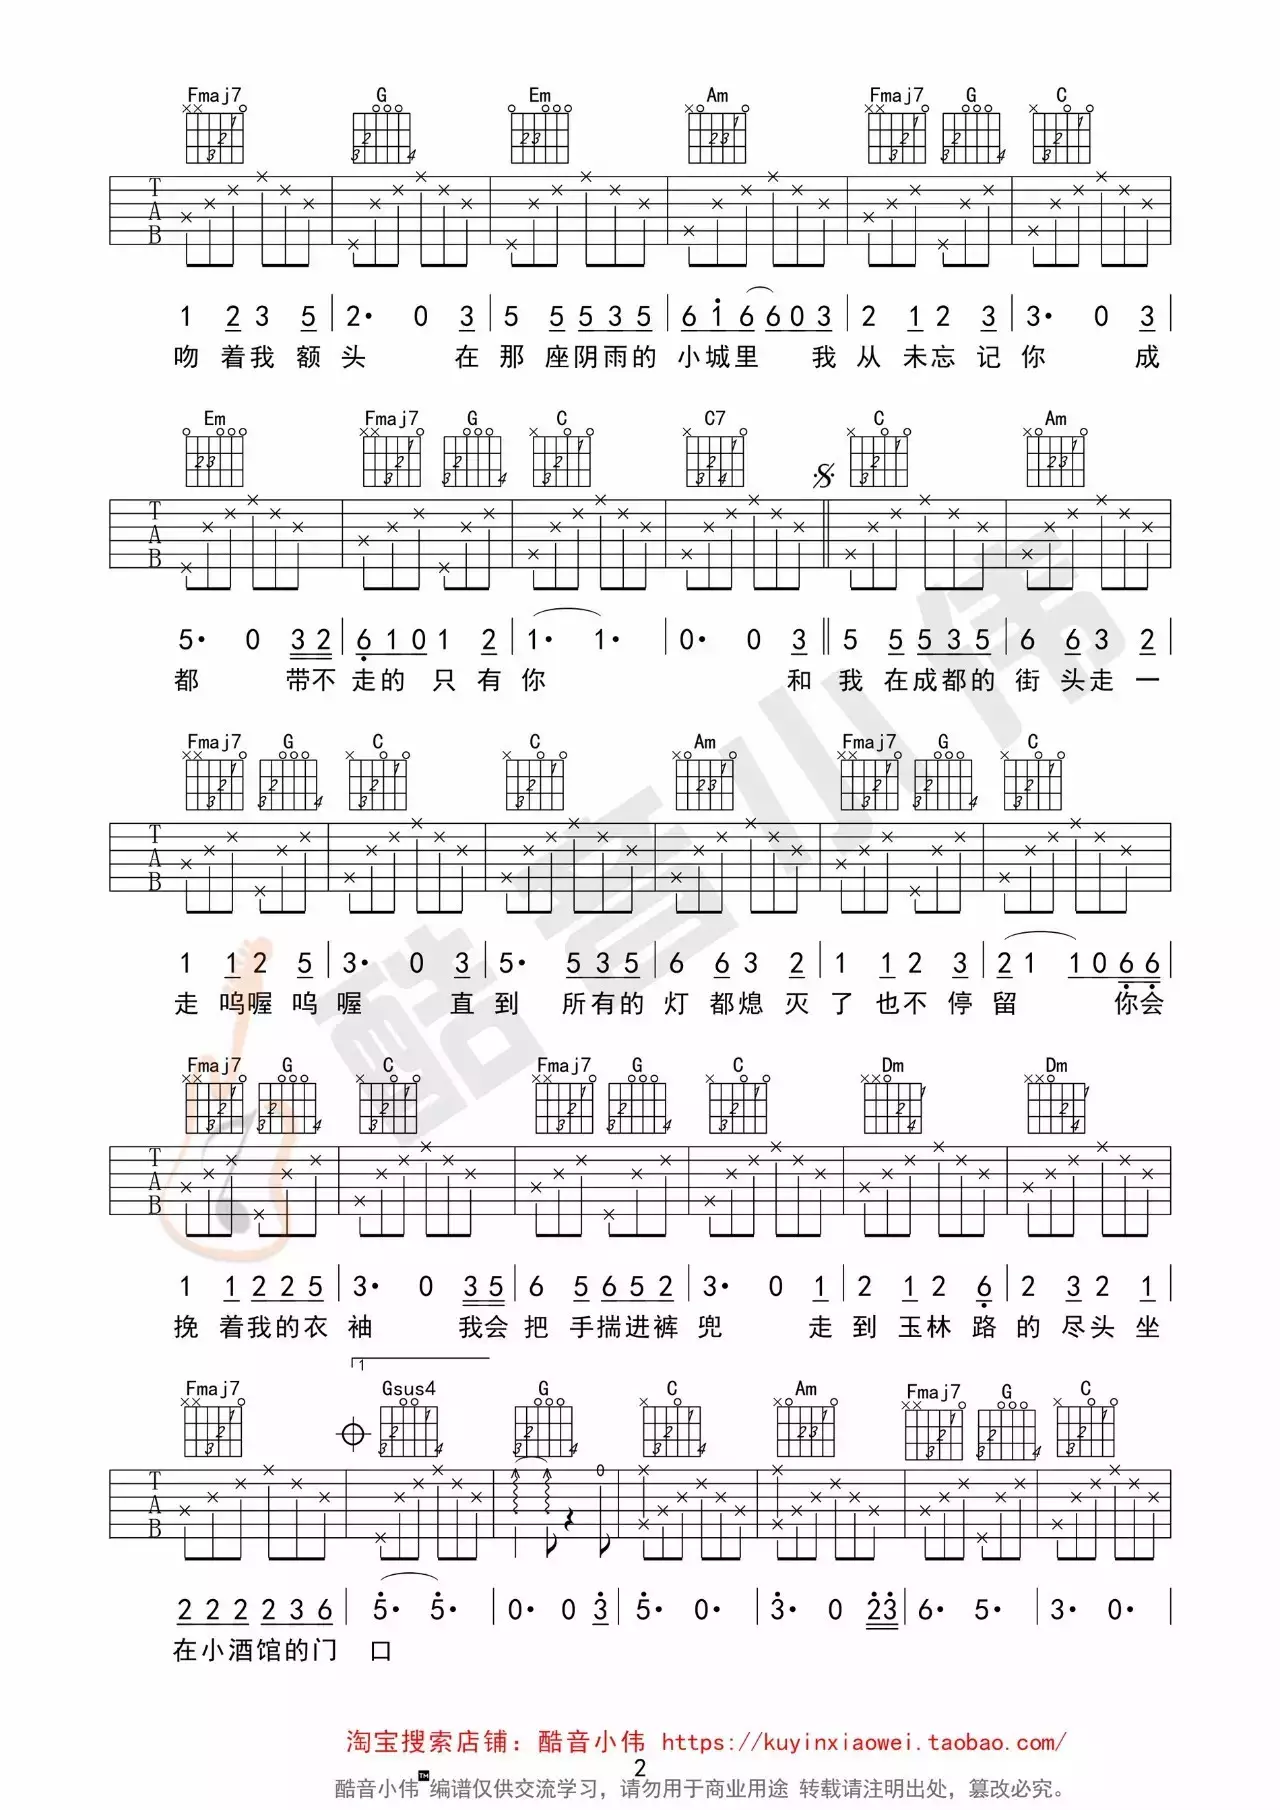 Fmaj7 G Em Am Fmaj7 G C
T A B
1 2 3 5 | 2· 0 3 | 5 5 5 3 5 | 6 1 6 6 0 3 | 2 1 2 3 | 3· 0 3
吻着我额头 在那座阴雨的小城里 我从未忘记你 成
Em Fmaj7 G C C7 C Am
T A B
5· 0 3 2 | 6 1 0 1 2 | 1· 1· | 0· 0 3 || 5 5 5 3 5 | 6 6 3 2
都 带不走的 只有你 和我在成都的街头走一
Fmaj7 G C C Am Fmaj7 G C
T A B
1 1 2 5 | 3· 0 3 | 5· 5 3 5 | 6 6 3 2 | 1 1 2 3 | 2 1 1 0 6 6
走 呜喔呜喔 直到 所有的灯都熄灭了也不停留 你会
Fmaj7 G C Fmaj7 G C Dm Dm
T A B
1 1 2 2 5 | 3· 0 3 5 | 6 5 6 5 2 | 3· 0 1 | 2 1 2 6 | 2 3 2 1
挽着我的衣袖 我会把手揣进裤兜 走到玉林路的尽头坐
1
Fmaj7 Gsus4 G C Am Fmaj7 G C
T A B
0
2 2 2 2 3 6 | 5· 5· | 0· 0 3 | 5· 0· | 3· 0 2 3 | 6· 5· | 3· 0·
在小酒馆的门口
淘宝搜索店铺：酷音小伟 https://kuyinxiaowei.taobao.com/
2
酷音小伟™ 编谱仅供交流学习，请勿用于商业用途 转载请注明出处，篡改必究。
酷音小伟